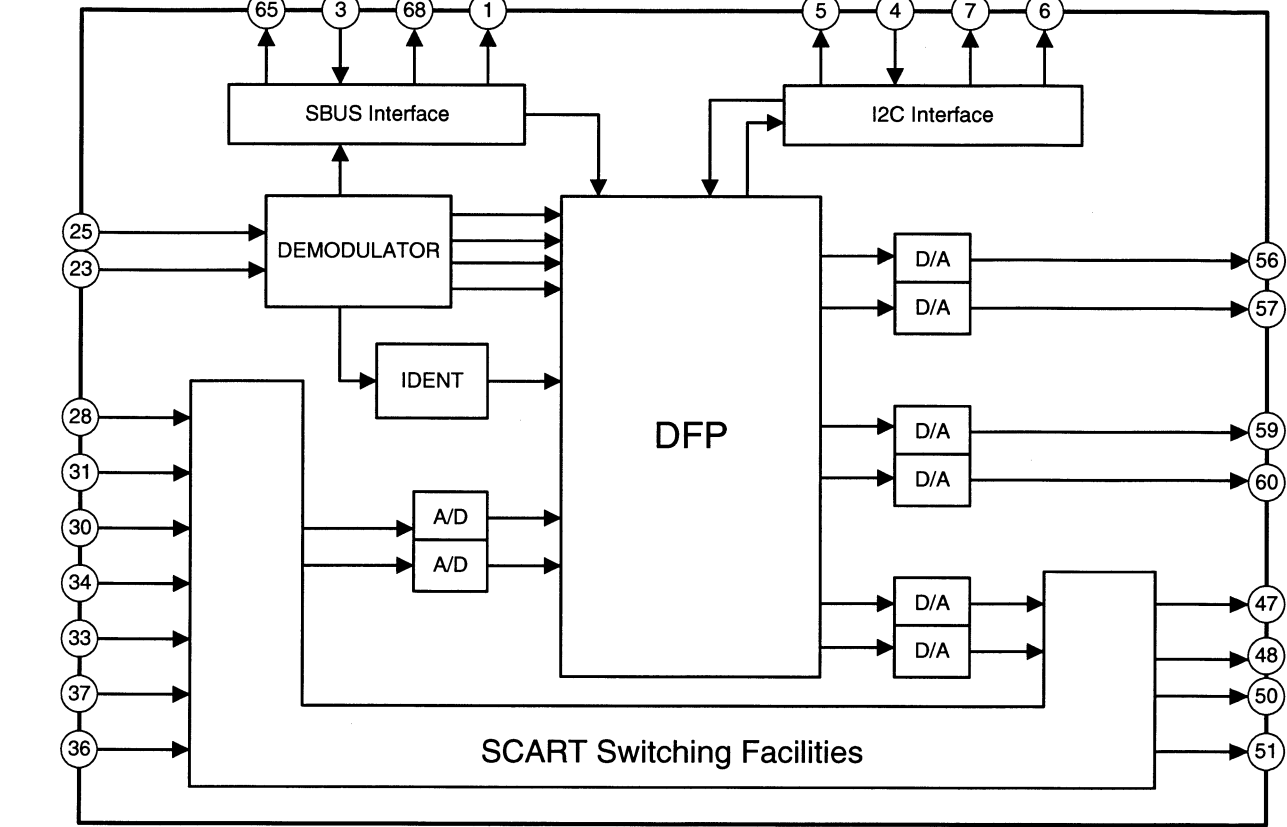 65 3 68 1 5 4 7 6
SBUS Interface
I2C Interface
25
23
DEMODULATOR
D/A
56
D/A
57
IDENT
28
DFP
D/A
59
31
D/A
60
30
A/D
A/D
34
D/A
47
33
D/A
48
37
50
36
SCART Switching Facilities
51